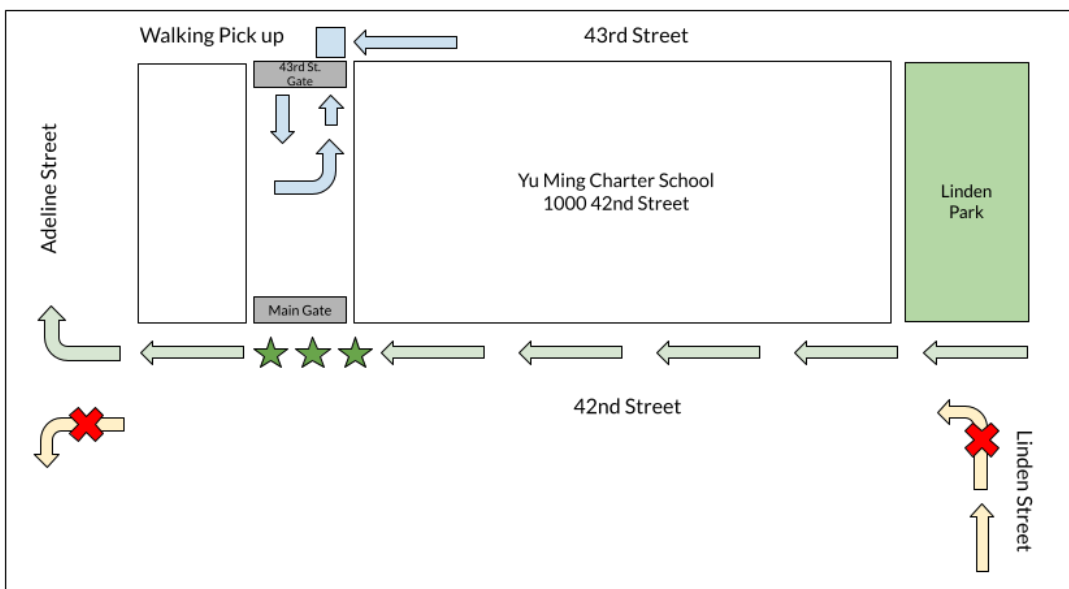 Walking Pick up
43rd Street
43rd St.
Gate
Adeline Street
Yu Ming Charter School
1000 42nd Street
Linden
Park
Main Gate
42nd Street
Linden Street